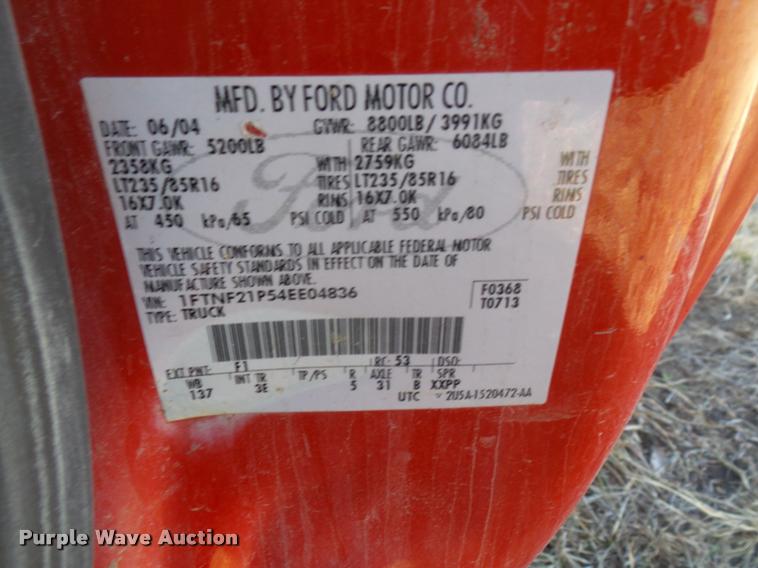 MFD. BY FORD MOTOR CO.
DATE: 06/04 GVWR: 8800LB/ 3991KG
FRONT GAWR: 5200LB REAR GAWR: 6084LB
2358KG WITH 2759KG WITH
LT235/85R16 TIRES LT235/85R16 TIRES
16X7.0K RIMS 16X7.0K RIMS
AT 450 kPa/65 PSI COLD AT 550 kPa/80 PSI COLD
Ford
THIS VEHICLE CONFORMS TO ALL APPLICABLE FEDERAL MOTOR
VEHICLE SAFETY STANDARDS IN EFFECT ON THE DATE OF
MANUFACTURE SHOWN ABOVE.
VIN: 1FTNF21P54EE04836 F0368
TYPE: TRUCK T0713
EXT PNT: F1 RC: 53 DSO:
WB INT TR TP/PS R AXLE TR SPR
137 3E 5 31 B XXPP
UTC 2U5A-1520472-AA
Purple Wave Auction